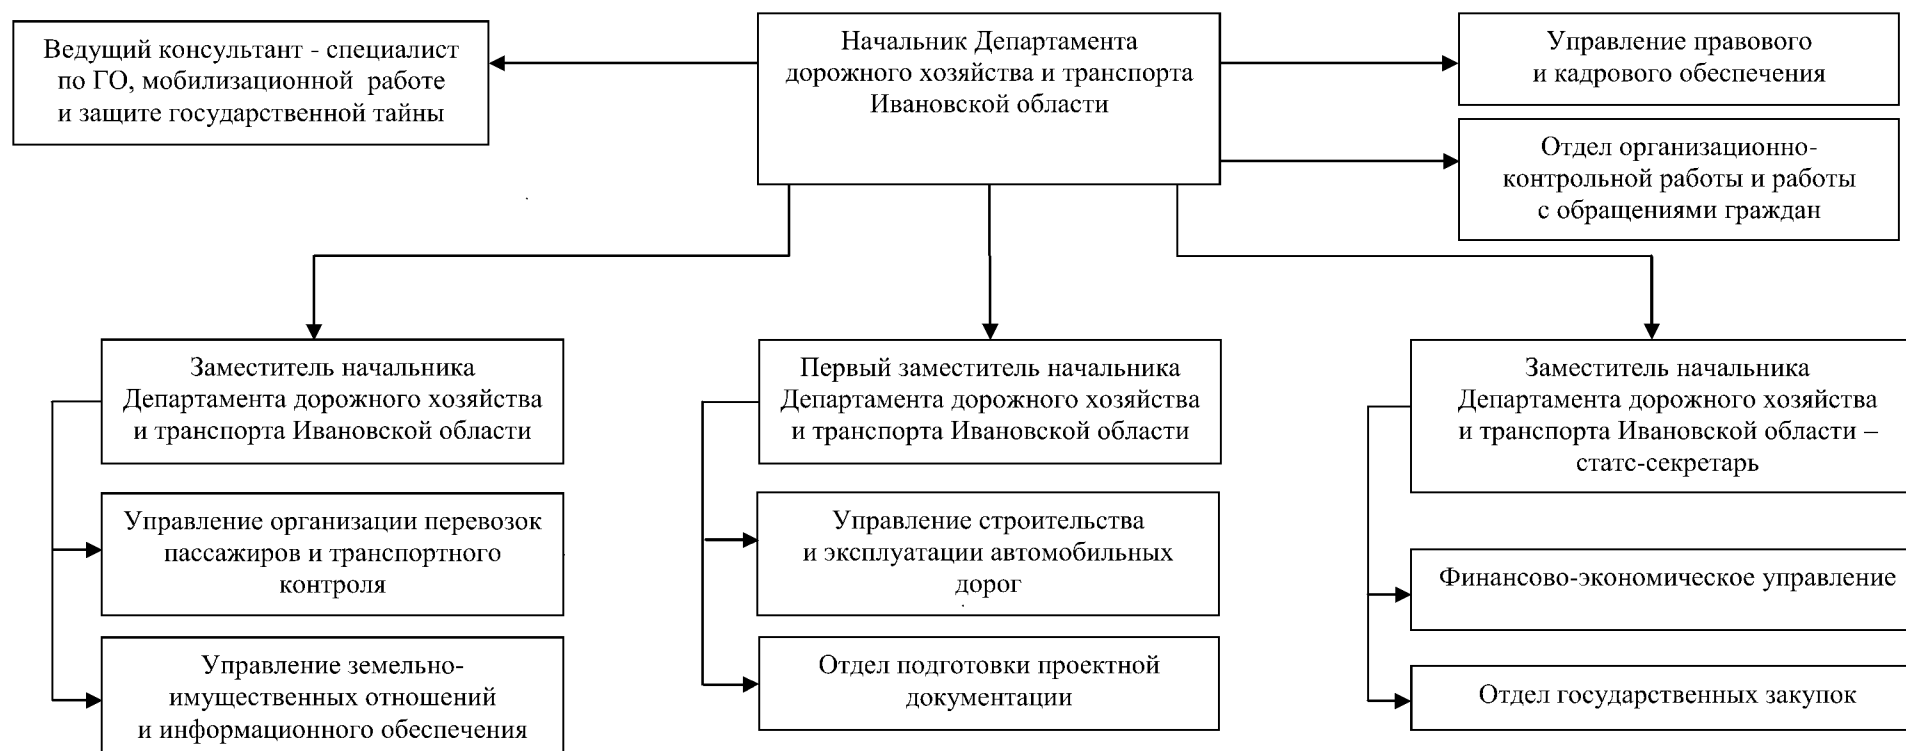 Ведущий консультант - специалист
по ГО, мобилизационной работе
и защите государственной тайны
Начальник Департамента
дорожного хозяйства и транспорта
Ивановской области
Управление правового
и кадрового обеспечения
Отдел организационно-
контрольной работы и работы
с обращениями граждан
Заместитель начальника
Департамента дорожного хозяйства
и транспорта Ивановской области
Первый заместитель начальника
Департамента дорожного хозяйства
и транспорта Ивановской области
Заместитель начальника
Департамента дорожного хозяйства
и транспорта Ивановской области –
статс-секретарь
Управление организации перевозок
пассажиров и транспортного
контроля
Управление строительства
и эксплуатации автомобильных
дорог
Финансово-экономическое управление
Управление земельно-
имущественных отношений
и информационного обеспечения
Отдел подготовки проектной
документации
Отдел государственных закупок